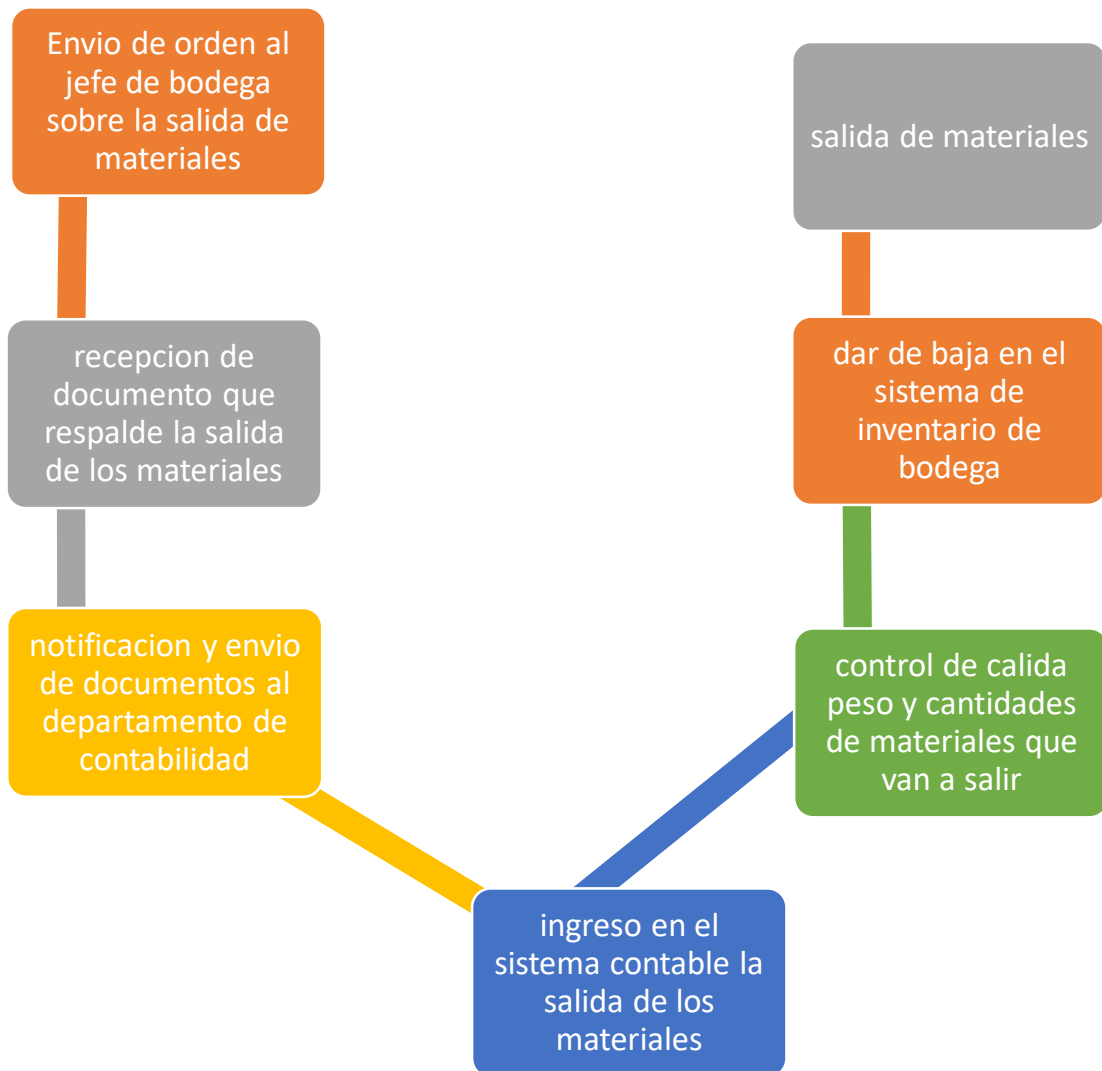 Envio de orden al
jefe de bodega
sobre la salida de
materiales
recepcion de
documento que
respalde la salida
de los materiales
notificacion y envio
de documentos al
departamento de
contabilidad
ingreso en el
sistema contable la
salida de los
materiales
control de calida
peso y cantidades
de materiales que
van a salir
dar de baja en el
sistema de
inventario de
bodega
salida de materiales